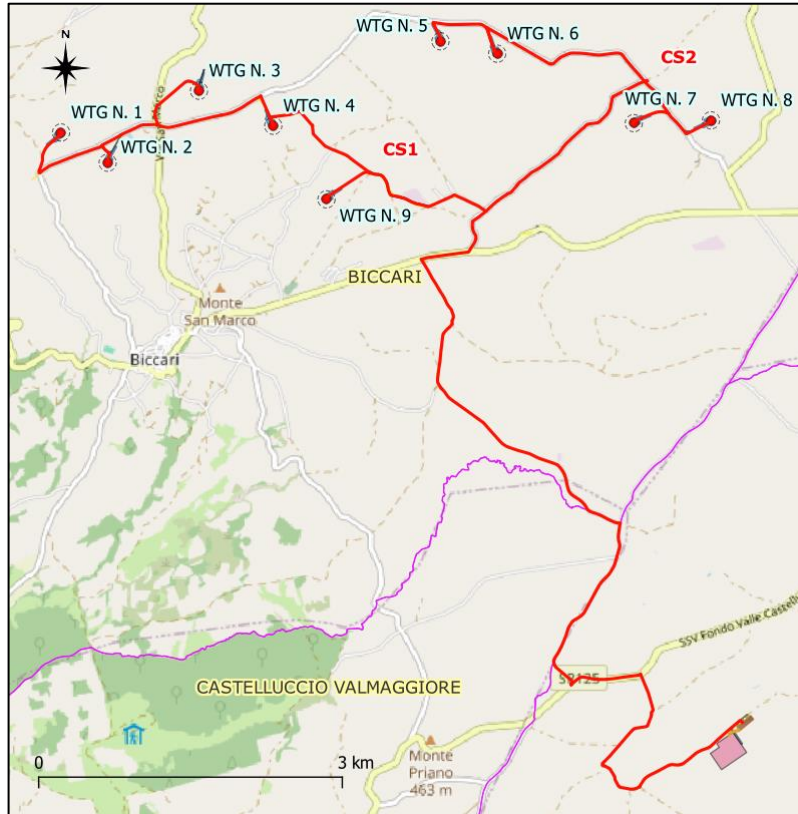 N
WTG N. 5
WTG N. 6
WTG N. 3
CS2
WTG N. 1
WTG N. 4
WTG N. 7
WTG N. 8
WTG N. 2
CS1
WTG N. 9
BICCARI
Monte
San Marco
Biccari
SSV Fondo Valle Castellu
CASTELLUCCIO VALMAGGIORE
SP125
Monte
Priano
463 m
0
3 km